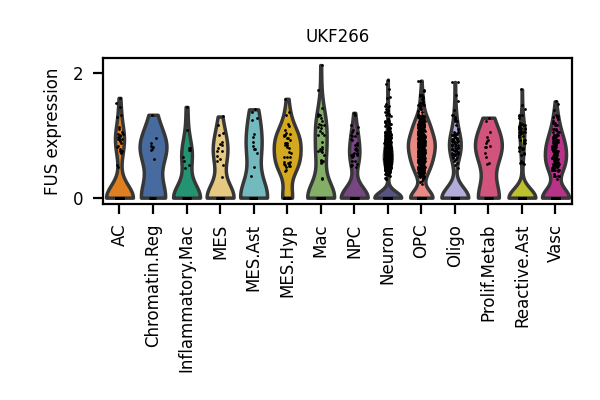 UKF266
FUS expression
2
0
AC
Chromatin.Reg
Inflammatory.Mac
MES
MES.Ast
MES.Hyp
Mac
NPC
Neuron
OPC
Oligo
Prolif.Metab
Reactive.Ast
Vasc